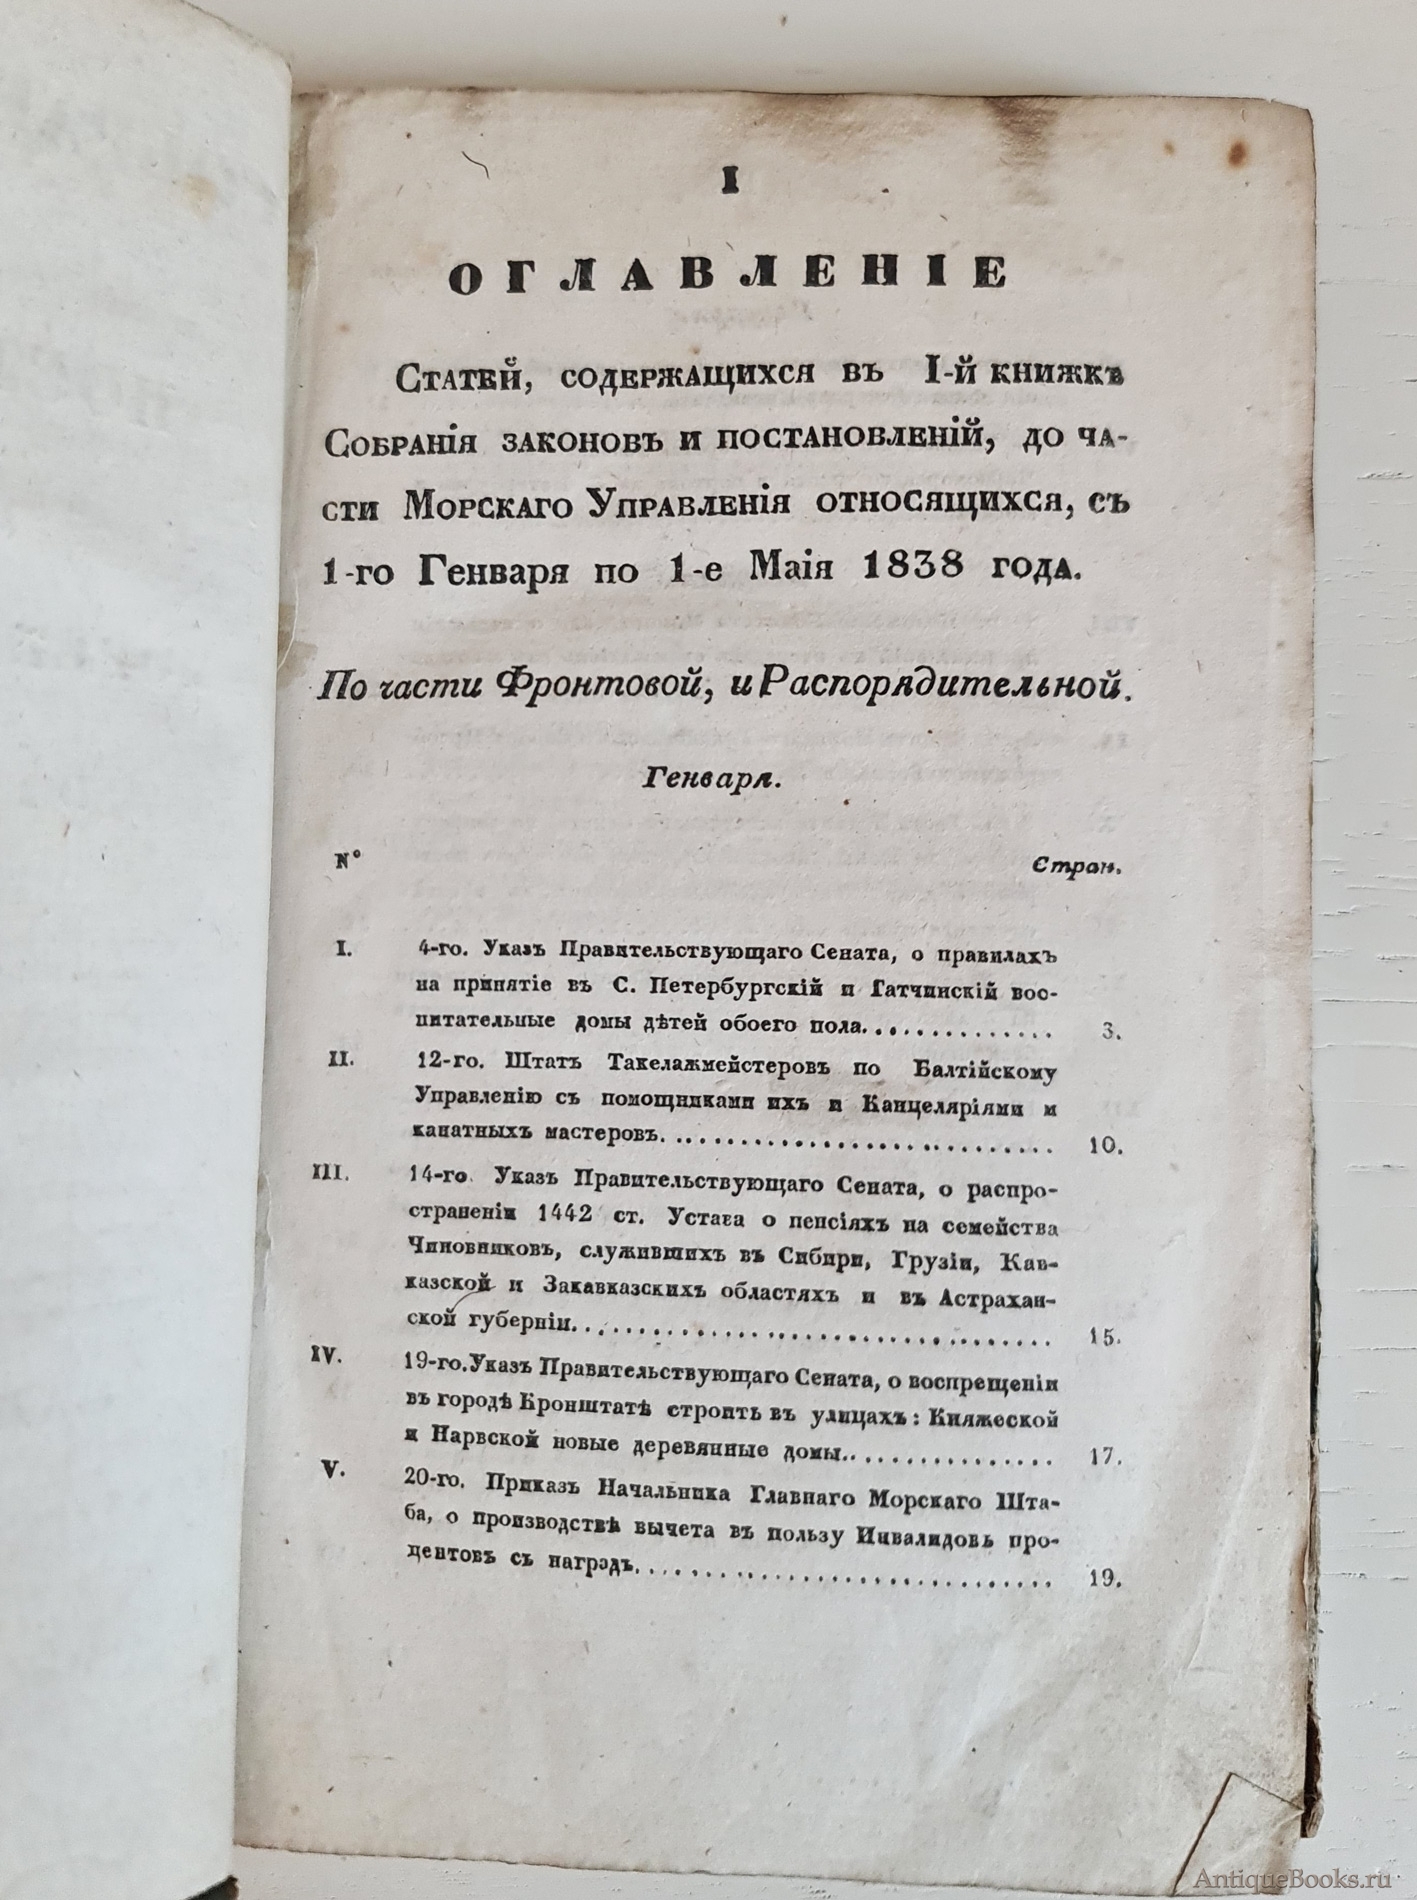 I
ОГЛАВЛЕНІЕ
Статей, содержащихся въ I-й книжкѣ
Собранія законовъ и постановленій, до ча-
сти Морскаго Управленія относящихся, съ
1-го Генваря по 1-е Маія 1838 года.
По части Фронтовой, и Распорядительной.
Генваря.
N° Стран.
I. 4-го. Указъ Правительствующаго Сената, о правилахъ
на принятіе въ С. Петербургскій и Гатчинскій вос-
питательные домы дѣтей обоего пола. 3.
II. 12-го. Штатъ Такелажмейстеровъ по Балтійскому
Управленію съ помощниками ихъ и Канцеляріями и
канатныхъ мастеровъ. 10.
III. 14-го. Указъ Правительствующаго Сената, о распро-
страненіи 1442 ст. Устава о пенсіяхъ на семейства
Чиновниковъ, служившихъ въ Сибири, Грузіи, Кав-
казской и Закавказскихъ областяхъ и въ Астрахан-
ской губерніи. 15.
IV. 19-го. Указъ Правительствующаго Сената, о воспрещеніи
въ городѣ Кронштатѣ строить въ улицахъ: Княжеской
и Нарвской новые деревянные домы. 17.
V. 20-го. Приказъ Начальника Главнаго Морскаго Шта-
ба, о производствѣ вычета въ пользу Инвалидовъ про-
центовъ съ наградъ. 19.
AntiqueBooks.ru